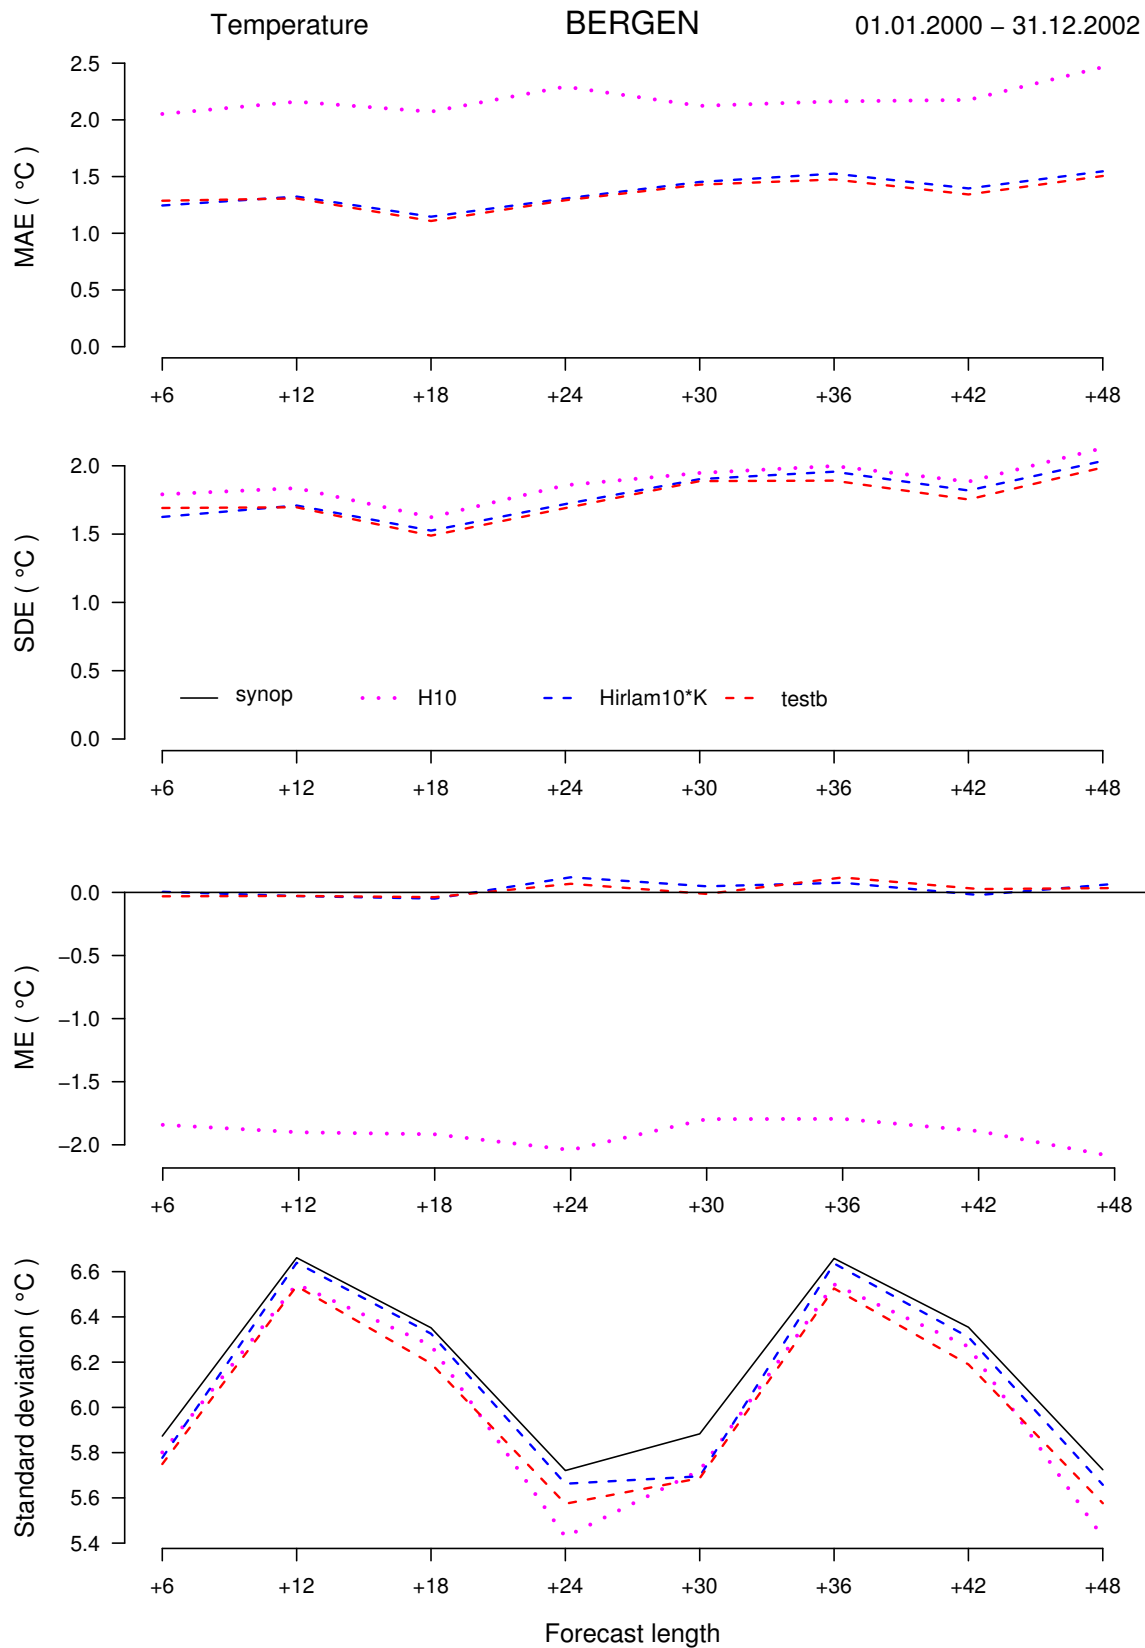 Temperature BERGEN 01.01.2000 − 31.12.2002
MAE ( °C )
2.5
2.0
1.5
1.0
0.5
0.0
+6 +12 +18 +24 +30 +36 +42 +48
SDE ( °C )
2.0
1.5
1.0
0.5
0.0
synop H10 Hirlam10*K testb
+6 +12 +18 +24 +30 +36 +42 +48
ME ( °C )
0.0
−0.5
−1.0
−1.5
−2.0
+6 +12 +18 +24 +30 +36 +42 +48
Standard deviation ( °C )
6.6
6.4
6.2
6.0
5.8
5.6
5.4
+6 +12 +18 +24 +30 +36 +42 +48
Forecast length